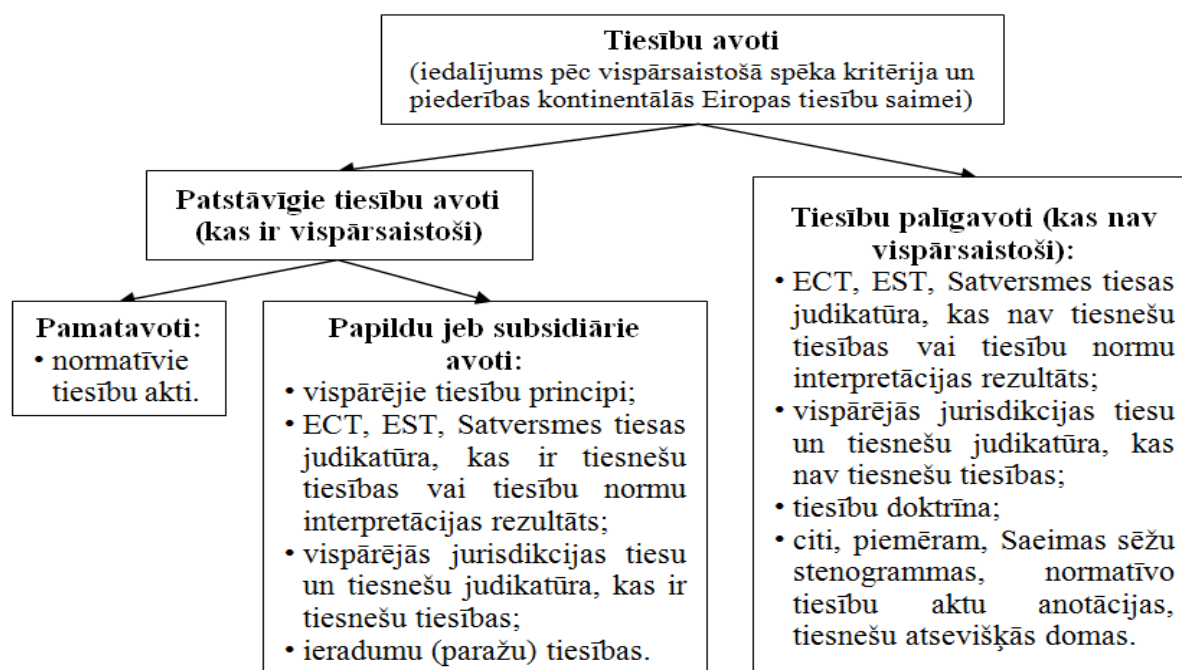 Tiesību avoti
(iedalījums pēc vispārsaistošā spēka kritērija un
piederības kontinentālās Eiropas tiesību saimei)
Patstāvīgie tiesību avoti
(kas ir vispārsaistoši)
Pamatavoti:
• normatīvie
tiesību akti.
Papildu jeb subsidiārie
avoti:
• vispārējie tiesību principi;
• ECT, EST, Satversmes tiesas
judikatūra, kas ir tiesnešu
tiesības vai tiesību normu
interpretācijas rezultāts;
• vispārējās jurisdikcijas tiesu
un tiesnešu judikatūra, kas ir
tiesnešu tiesības;
• ieradumu (paražu) tiesības.
Tiesību palīgavoti (kas nav
vispārsaistoši):
• ECT, EST, Satversmes tiesas
judikatūra, kas nav tiesnešu
tiesības vai tiesību normu
interpretācijas rezultāts;
• vispārējās jurisdikcijas tiesu
un tiesnešu judikatūra, kas
nav tiesnešu tiesības;
• tiesību doktrīna;
• citi, piemēram, Saeimas sēžu
stenogrammas, normatīvo
tiesību aktu anotācijas,
tiesnešu atsevišķās domas.